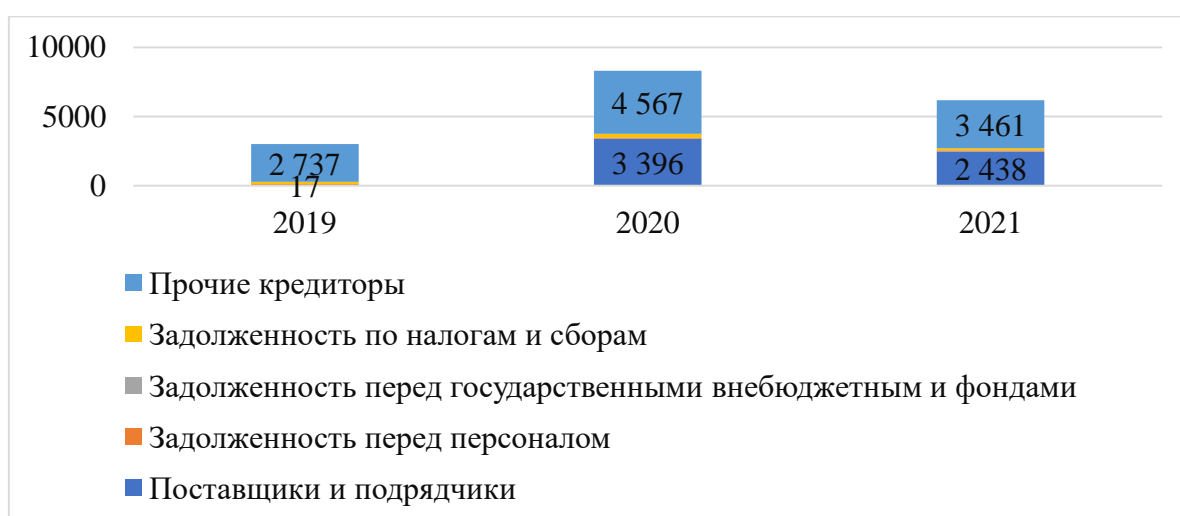 10000
5000
0
4 567
3 461
2 737
3 396
2 438
17
2019
2020
2021
Прочие кредиторы
Задолженность по налогам и сборам
Задолженность перед государственными внебюджетным и фондами
Задолженность перед персоналом
Поставщики и подрядчики